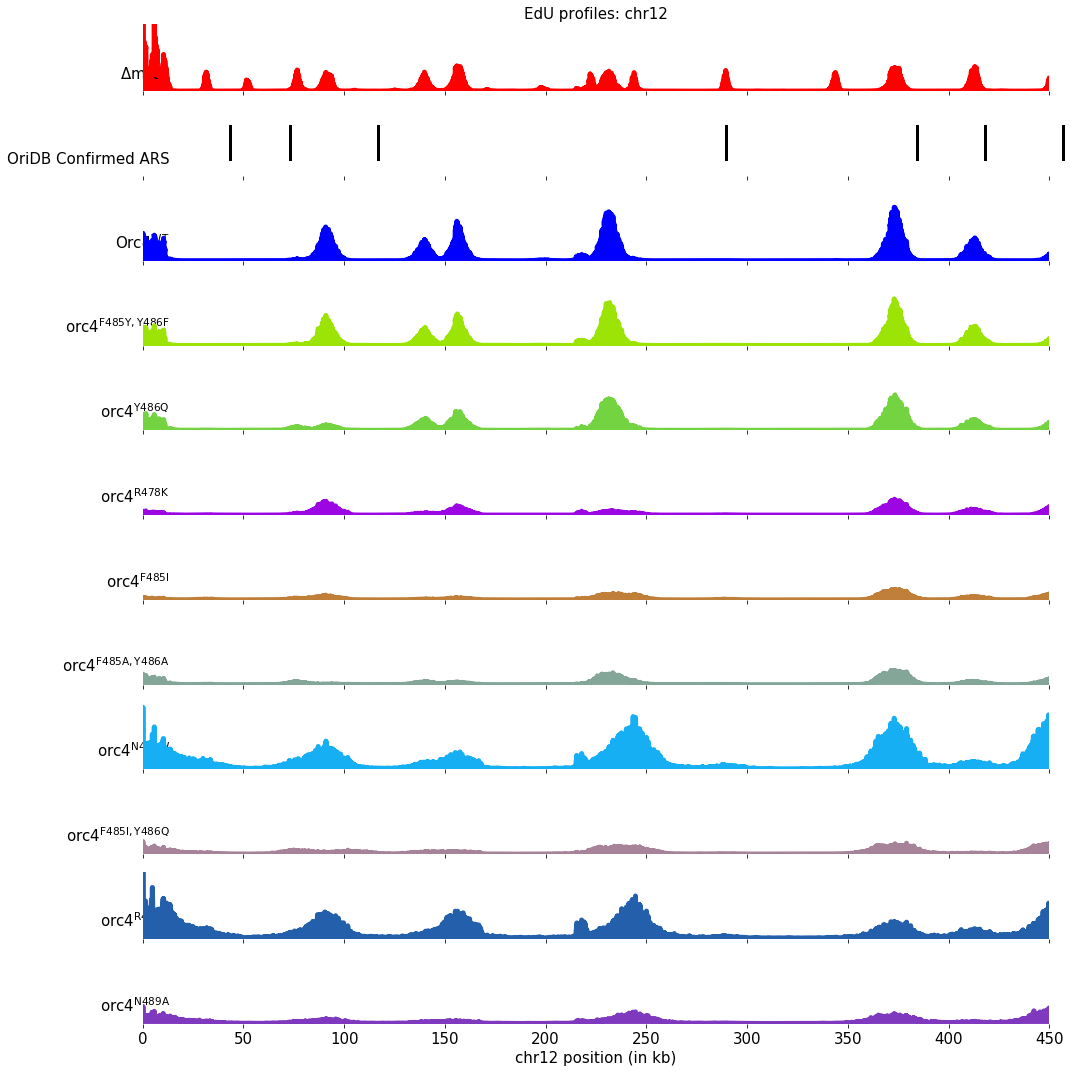 EdU profiles: chr12
OriDB Confirmed ARS
orc4F485Y, Y486F
orc4Y486Q
orc4R478K
orc4F485I
orc4F485A, Y486A
orc4F485I, Y486Q
orc4N489A
0 50 100 150 200 250 300 350 400 450
chr12 position (in kb)